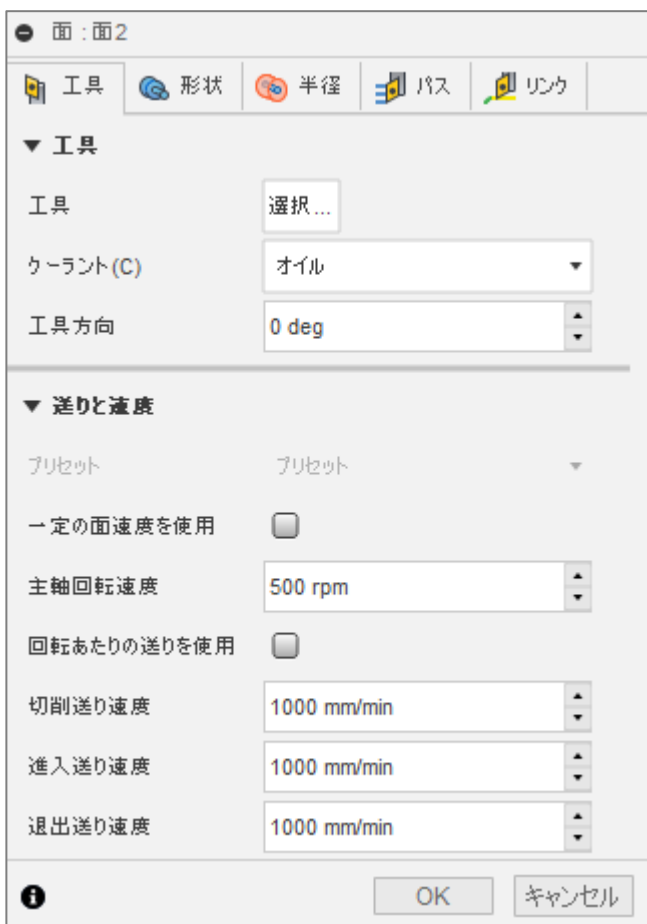 面 : 面2
工具 形状 半径 パス リンク
▼ 工具
工具 選択 ...
クーラント(C) オイル
工具方向 0 deg
▼ 送りと速度
プリセット プリセット
一定の面速度を使用
主軸回転速度 500 rpm
回転あたりの送りを使用
切削送り速度 1000 mm/min
進入送り速度 1000 mm/min
退出送り速度 1000 mm/min
OK キャンセル